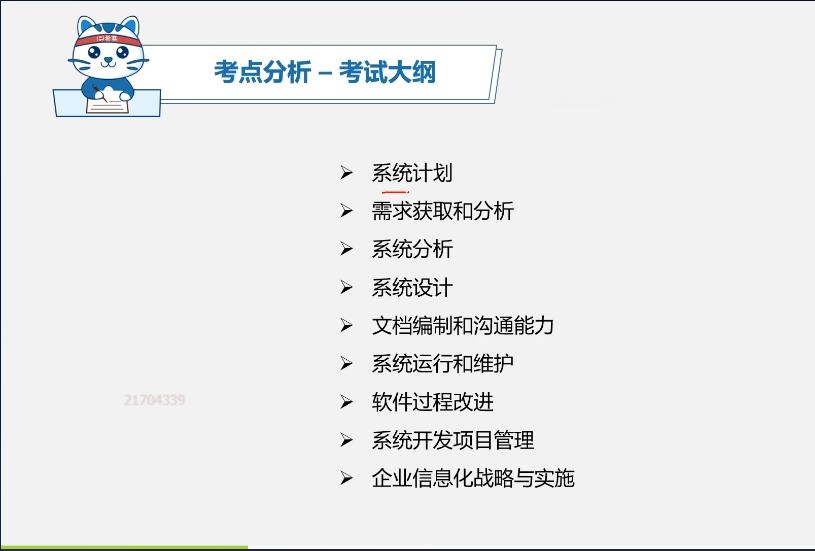 考点分析 – 考试大纲
系统计划
需求获取和分析
系统分析
系统设计
文档编制和沟通能力
系统运行和维护
21704339
软件过程改进
系统开发项目管理
企业信息化战略与实施